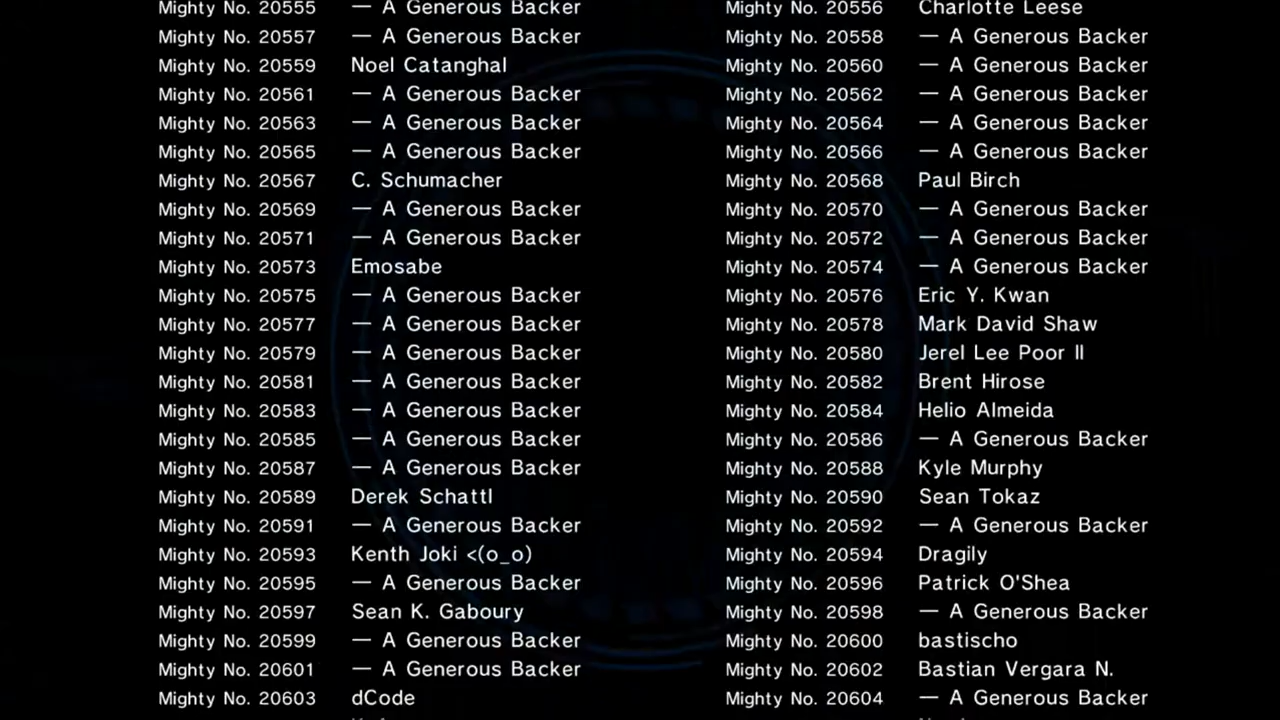 Mighty No. 20555 — A Generous Backer Mighty No. 20556 Charlotte Leese
Mighty No. 20557 — A Generous Backer Mighty No. 20558 — A Generous Backer
Mighty No. 20559 Noel Catanghal Mighty No. 20560 — A Generous Backer
Mighty No. 20561 — A Generous Backer Mighty No. 20562 — A Generous Backer
Mighty No. 20563 — A Generous Backer Mighty No. 20564 — A Generous Backer
Mighty No. 20565 — A Generous Backer Mighty No. 20566 — A Generous Backer
Mighty No. 20567 C. Schumacher Mighty No. 20568 Paul Birch
Mighty No. 20569 — A Generous Backer Mighty No. 20570 — A Generous Backer
Mighty No. 20571 — A Generous Backer Mighty No. 20572 — A Generous Backer
Mighty No. 20573 Emosabe Mighty No. 20574 — A Generous Backer
Mighty No. 20575 — A Generous Backer Mighty No. 20576 Eric Y. Kwan
Mighty No. 20577 — A Generous Backer Mighty No. 20578 Mark David Shaw
Mighty No. 20579 — A Generous Backer Mighty No. 20580 Jerel Lee Poor II
Mighty No. 20581 — A Generous Backer Mighty No. 20582 Brent Hirose
Mighty No. 20583 — A Generous Backer Mighty No. 20584 Helio Almeida
Mighty No. 20585 — A Generous Backer Mighty No. 20586 — A Generous Backer
Mighty No. 20587 — A Generous Backer Mighty No. 20588 Kyle Murphy
Mighty No. 20589 Derek Schattl Mighty No. 20590 Sean Tokaz
Mighty No. 20591 — A Generous Backer Mighty No. 20592 — A Generous Backer
Mighty No. 20593 Kenth Joki <(o_o) Mighty No. 20594 Dragily
Mighty No. 20595 — A Generous Backer Mighty No. 20596 Patrick O'Shea
Mighty No. 20597 Sean K. Gaboury Mighty No. 20598 — A Generous Backer
Mighty No. 20599 — A Generous Backer Mighty No. 20600 bastischo
Mighty No. 20601 — A Generous Backer Mighty No. 20602 Bastian Vergara N.
Mighty No. 20603 dCode Mighty No. 20604 — A Generous Backer